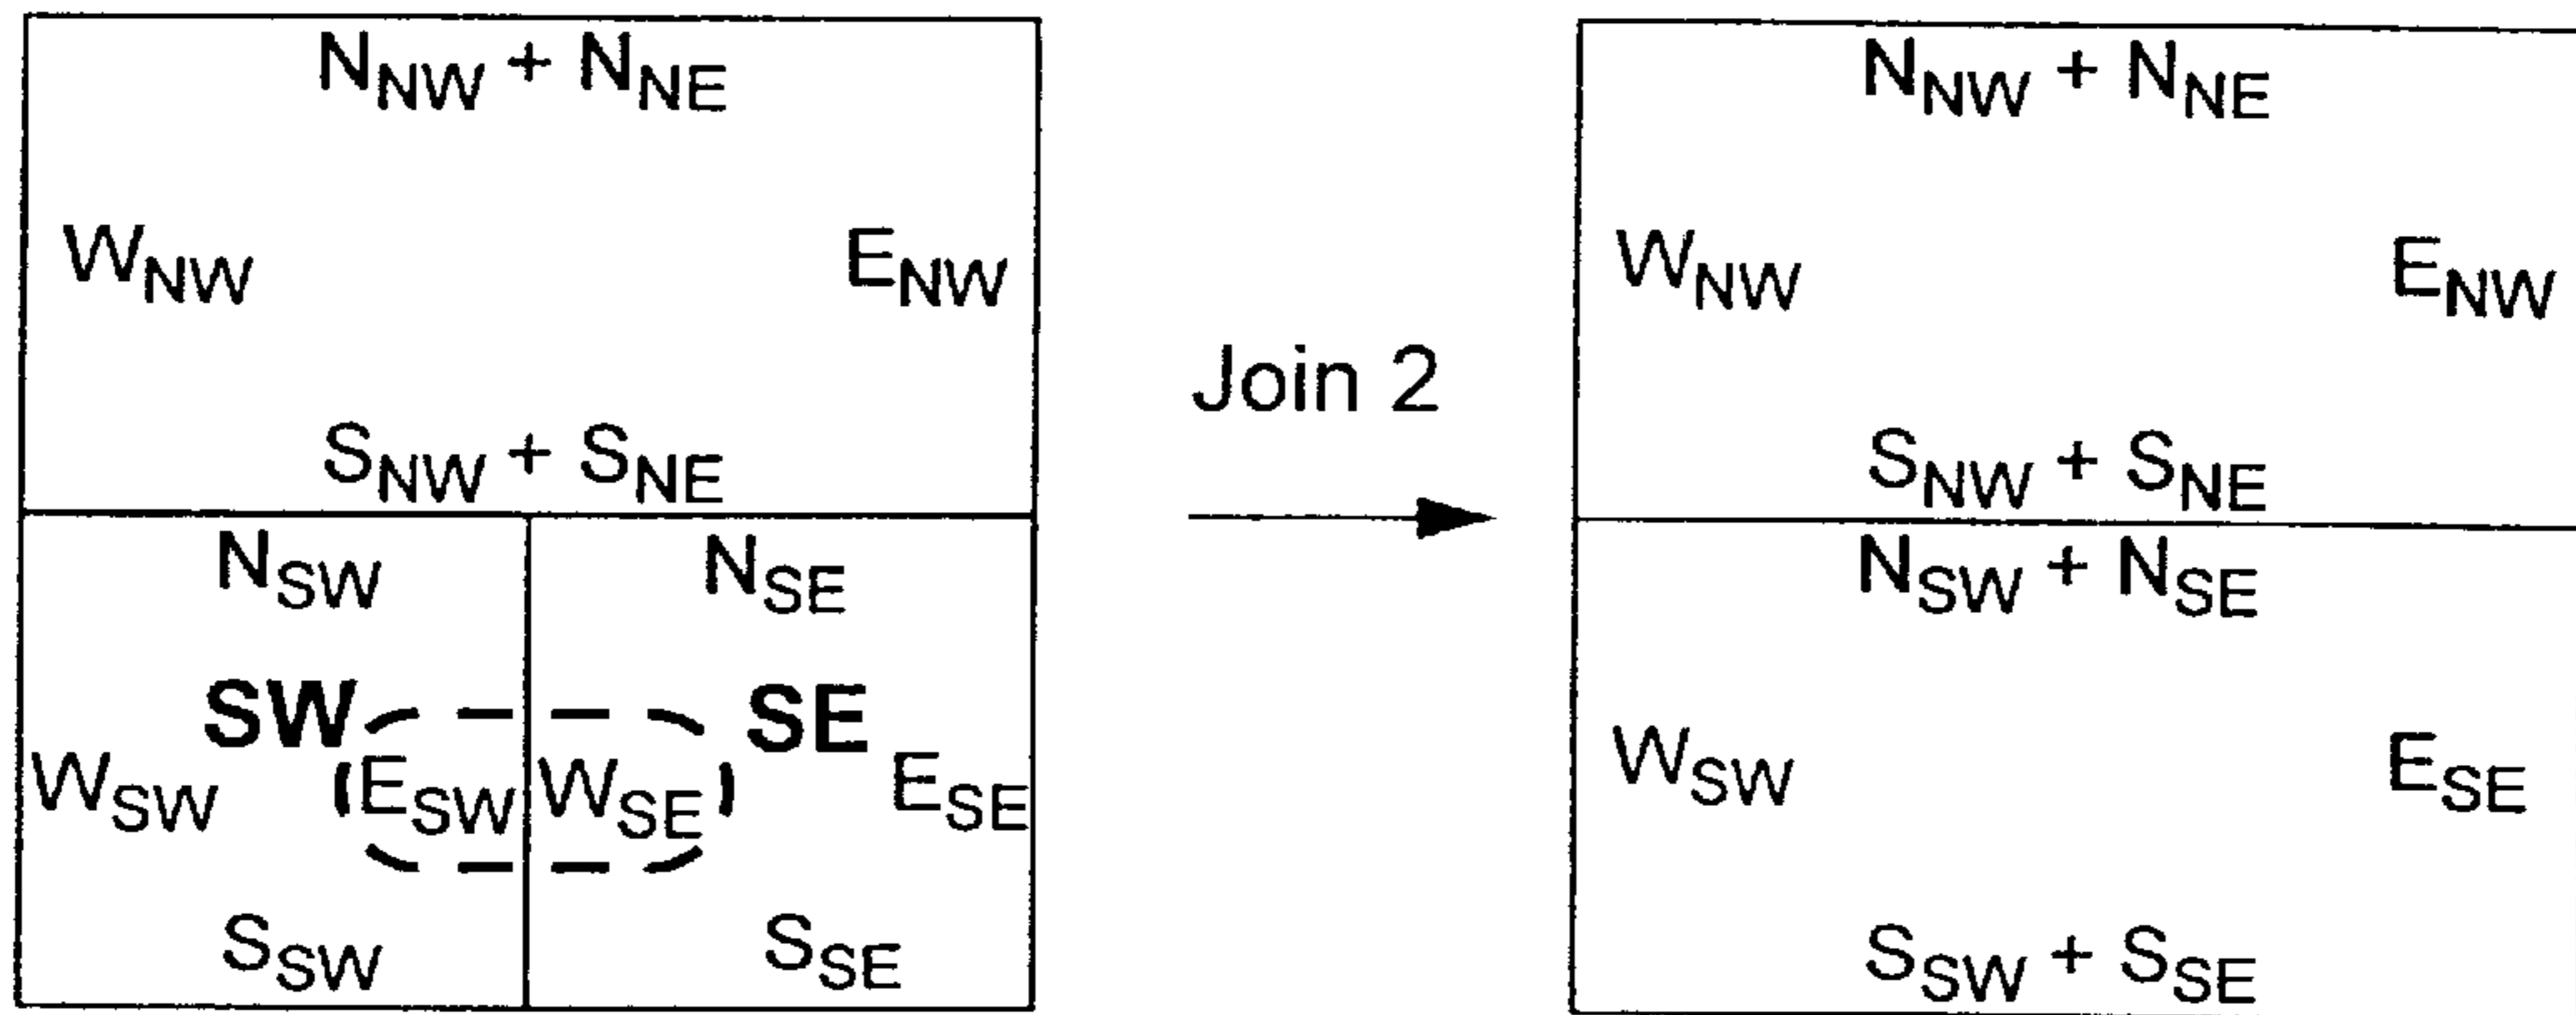 N_NW + N_NE
W_NW E_NW
S_NW + S_NE
N_SW N_SE
SW SE
W_SW E_SW W_SE E_SE
S_SW S_SE
Join 2
N_NW + N_NE
W_NW E_NW
S_NW + S_NE
N_SW + N_SE
W_SW E_SE
S_SW + S_SE